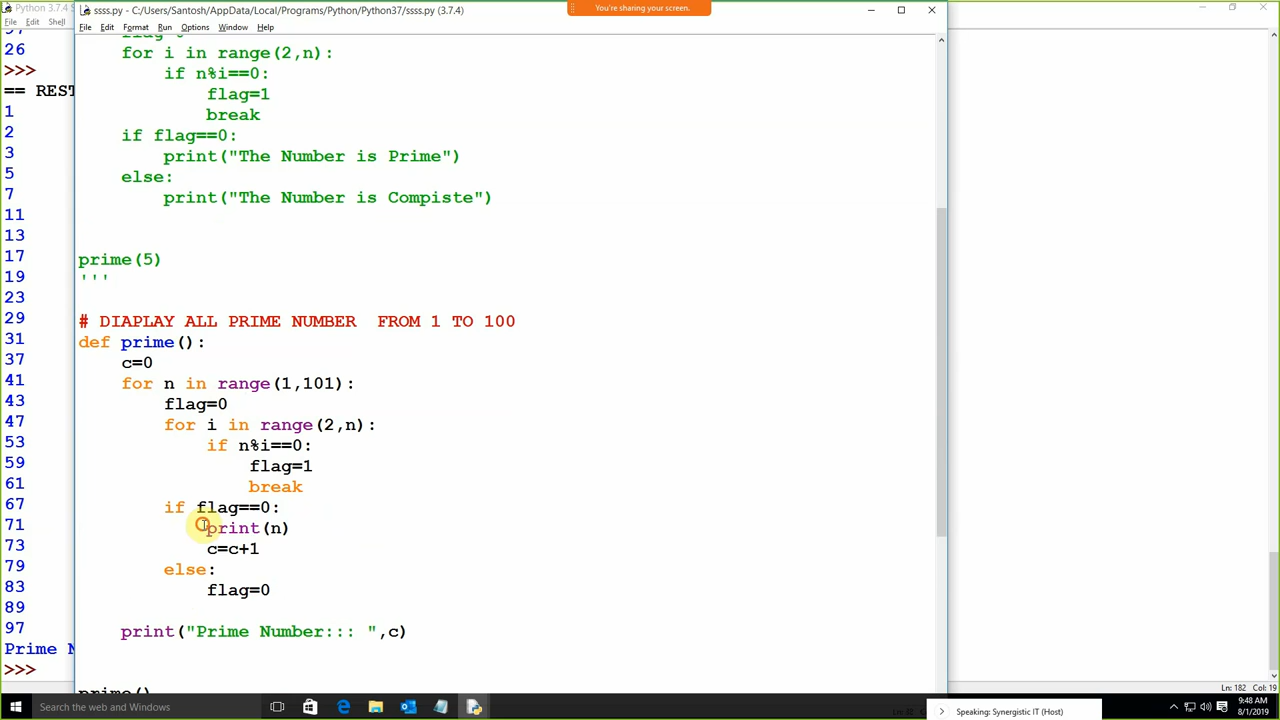 Python 3.7.4 S
ssss.py - C:/Users/Santosh/AppData/Local/Programs/Python/Python37/ssss.py (3.7.4)
You're sharing your screen.
File Edit Shell
File Edit Format Run Options Window Help
26
>>>
== REST
1
2
3
5
7
11
13
17
19
23
29
31
37
41
43
47
53
59
61
67
71
73
79
83
89
97
Prime N
>>>
for i in range(2,n):
if n%i==0:
flag=1
break
if flag==0:
print("The Number is Prime")
else:
print("The Number is Compiste")
prime(5)
'''
# DIAPLAY ALL PRIME NUMBER  FROM 1 TO 100
def prime():
c=0
for n in range(1,101):
flag=0
for i in range(2,n):
if n%i==0:
flag=1
break
if flag==0:
print(n)
c=c+1
else:
flag=0
print("Prime Number::: ",c)
prime()
Ln: 182 Col: 19
Search the web and Windows
Speaking: Synergistic IT (Host)
9:48 AM
8/1/2019